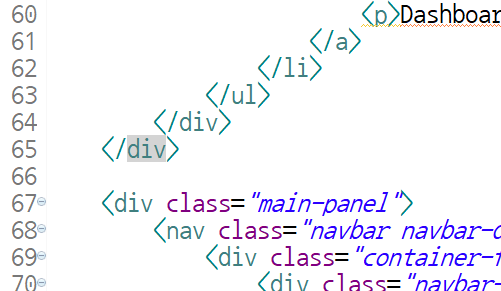 60 <p>Dashboar
61 </a>
62 </li>
63 </ul>
64 </div>
65 </div>
66
67 <div class="main-panel">
68 <nav class="navbar navbar-
69 <div class="container-
70 <div class="navbar-